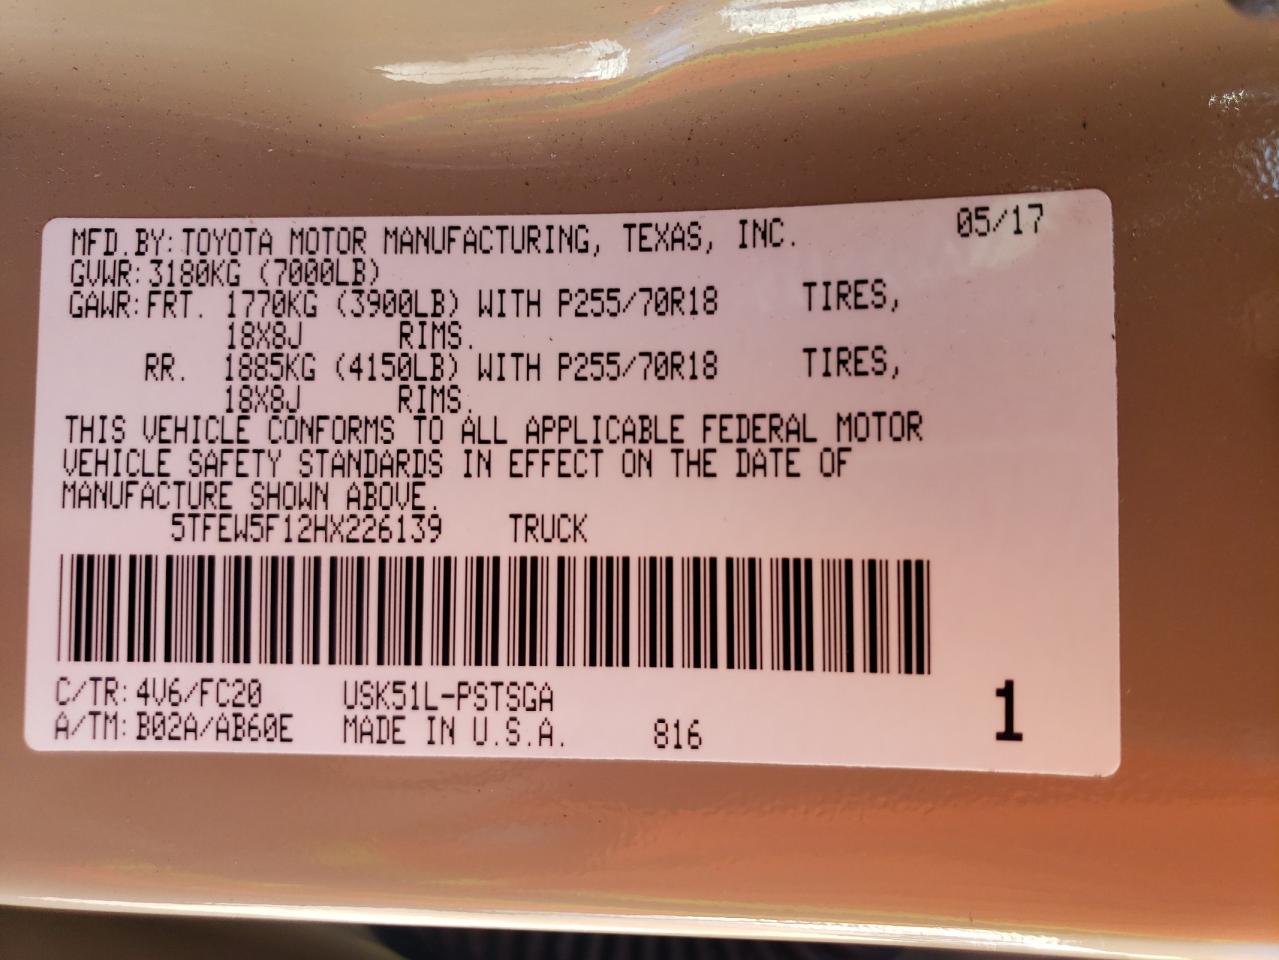 MFD.BY:TOYOTA MOTOR MANUFACTURING, TEXAS, INC. 05/17
GVWR:3180KG (7000LB)
GAWR:FRT. 1770KG (3900LB) WITH P255/70R18 TIRES,
18X8J RIMS.
RR. 1885KG (4150LB) WITH P255/70R18 TIRES,
18X8J RIMS.
THIS VEHICLE CONFORMS TO ALL APPLICABLE FEDERAL MOTOR
VEHICLE SAFETY STANDARDS IN EFFECT ON THE DATE OF
MANUFACTURE SHOWN ABOVE.
5TFEW5F12HX226139 TRUCK
C/TR:4V6/FC20 USK51L-PSTSGA
A/TM:B02A/AB60E MADE IN U.S.A. 816
1